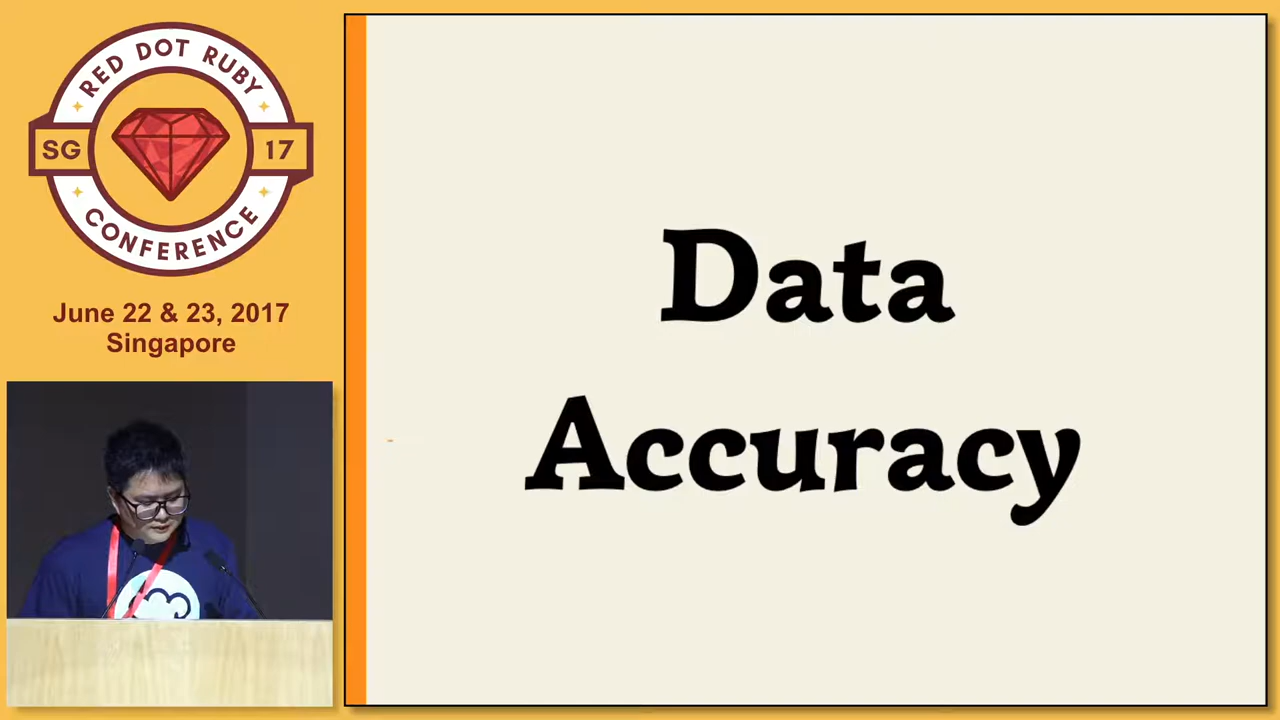 RED DOT RUBY
SG 17
CONFERENCE
June 22 & 23, 2017
Singapore
Data
Accuracy